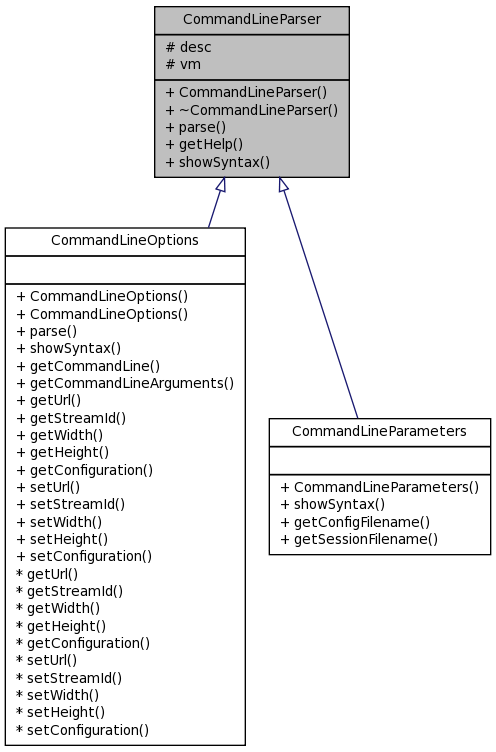 CommandLineParser
# desc
# vm
+ CommandLineParser()
+ ~CommandLineParser()
+ parse()
+ getHelp()
+ showSyntax()
CommandLineOptions
+ CommandLineOptions()
+ CommandLineOptions()
+ parse()
+ showSyntax()
+ getCommandLine()
+ getCommandLineArguments()
+ getUrl()
+ getStreamId()
+ getWidth()
+ getHeight()
+ getConfiguration()
+ setUrl()
+ setStreamId()
+ setWidth()
+ setHeight()
+ setConfiguration()
* getUrl()
* getStreamId()
* getWidth()
* getHeight()
* getConfiguration()
* setUrl()
* setStreamId()
* setWidth()
* setHeight()
* setConfiguration()
CommandLineParameters
+ CommandLineParameters()
+ showSyntax()
+ getConfigFilename()
+ getSessionFilename()